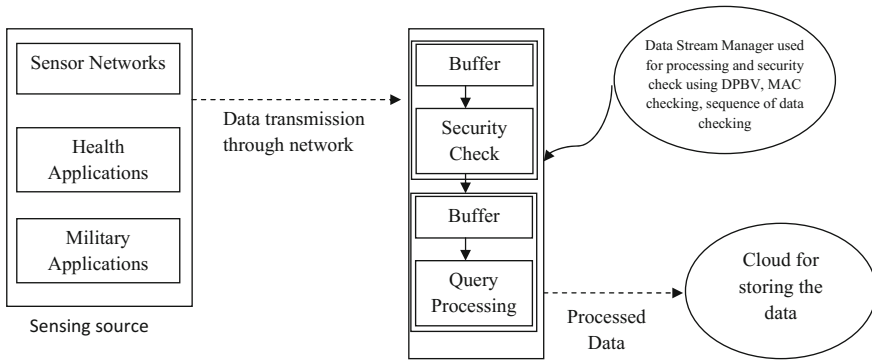 Sensor Networks
Health
Applications
Military
Applications
Sensing source
Data transmission
through network
Buffer
Security
Check
Buffer
Query
Processing
Data Stream Manager used
for processing and security
check using DPBV, MAC
checking, sequence of data
checking
Processed
Data
Cloud for
storing the
data